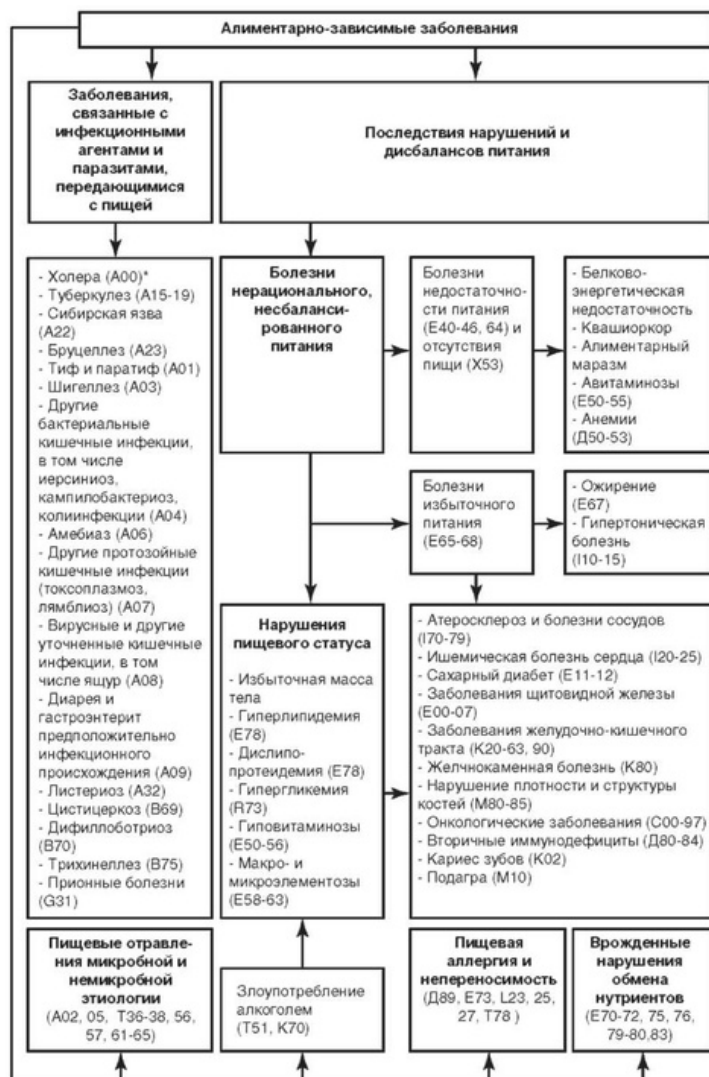 Алиментарно-зависимые заболевания
Заболевания,
связанные с
инфекционными
агентами и
паразитами,
передающимися
с пищей
Последствия нарушений и
дисбалансов питания
- Холера (А00)*
- Туберкулез (А15-19)
- Сибирская язва
(А22)
- Бруцеллез (А23)
- Тиф и паратиф (А01)
- Шигеллез (А03)
- Другие
бактериальные
кишечные инфекции,
в том числе
иерсиниоз,
кампилобактериоз,
колиинфекции (А04)
- Амебиаз (А06)
- Другие протозойные
кишечные инфекции
(токсоплазмоз,
лямблиоз) (А07)
- Вирусные и другие
уточненные кишечные
инфекции, в том
числе ящур (А08)
- Диарея и
гастроэнтерит
предположительно
инфекционного
происхождения (А09)
- Листериоз (А32)
- Цистицеркоз (В69)
- Дифиллоботриоз
(В70)
- Трихинеллез (В75)
- Прионные болезни
(G31)
Болезни
нерационального,
несбаланси-
рованного
питания
Болезни
недостаточно-
сти питания
(Е40-46, 64) и
отсутствия
пищи (Х53)
- Белково-
энергетическая
недостаточность
- Квашиоркор
- Алиментарный
маразм
- Авитаминозы
(Е50-55)
- Анемии
(Д50-53)
Болезни
избыточного
питания
(Е65-68)
- Ожирение
(Е67)
- Гипертоническая
болезнь
(I10-15)
Нарушения
пищевого статуса
- Избыточная масса
тела
- Гиперлипидемия
(Е78)
- Дислипо-
протеидемия (Е78)
- Гипергликемия
(R73)
- Гиповитаминозы
(Е50-56)
- Макро- и
микроэлементозы
(Е58-63)
- Атеросклероз и болезни сосудов
(I70-79)
- Ишемическая болезнь сердца (I20-25)
- Сахарный диабет (Е11-12)
- Заболевания щитовидной железы
(Е00-07)
- Заболевания желудочно-кишечного
тракта (К20-63, 90)
- Желчнокаменная болезнь (К80)
- Нарушение плотности и структуры
костей (М80-85)
- Онкологические заболевания (С00-97)
- Вторичные иммунодефициты (Д80-84)
- Кариес зубов (К02)
- Подагра (М10)
Пищевые отравле-
ния микробной и
немикробной
этиологии
(А02, 05, Т36-38, 56,
57, 61-65)
Злоупотребление
алкоголем
(Т51, К70)
Пищевая
аллергия и
непереносимость
(Д89, Е73, L23, 25,
27, Т78 )
Врожденные
нарушения
обмена
нутриентов
(Е70-72, 75, 76,
79-80,83)